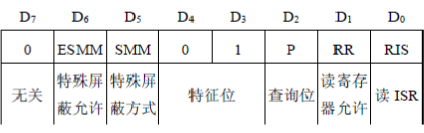 D7 D6 D5 D4 D3 D2 D1 D0
0 ESMM SMM 0 1 P RR RIS
无关 特殊屏蔽允许 特殊屏蔽方式 特征位 查询位 读寄存器允许 读 ISR